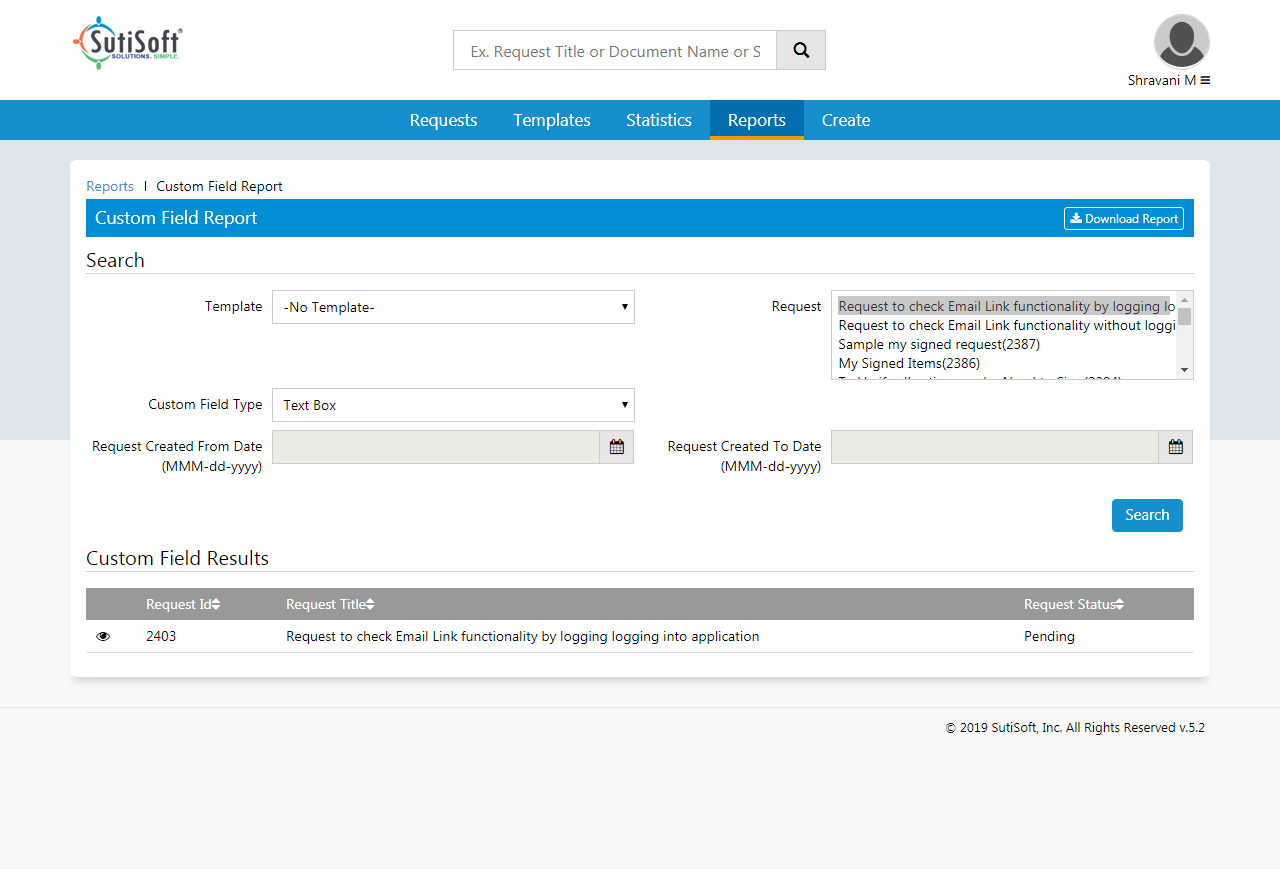 SutiSoft®
SOLUTIONS. SIMPLE.
Ex. Request Title or Document Name or S
Shravani M
Requests Templates Statistics Reports Create
Reports | Custom Field Report
Custom Field Report Download Report
Search
Template -No Template- Request
Request to check Email Link functionality by logging lo
Request to check Email Link functionality without loggi
Sample my signed request(2387)
My Signed Items(2386)
Custom Field Type Text Box
Request Created From Date Request Created To Date
(MMM-dd-yyyy) (MMM-dd-yyyy)
Search
Custom Field Results
Request Id Request Title Request Status
2403 Request to check Email Link functionality by logging logging into application Pending
© 2019 SutiSoft, Inc. All Rights Reserved v.5.2